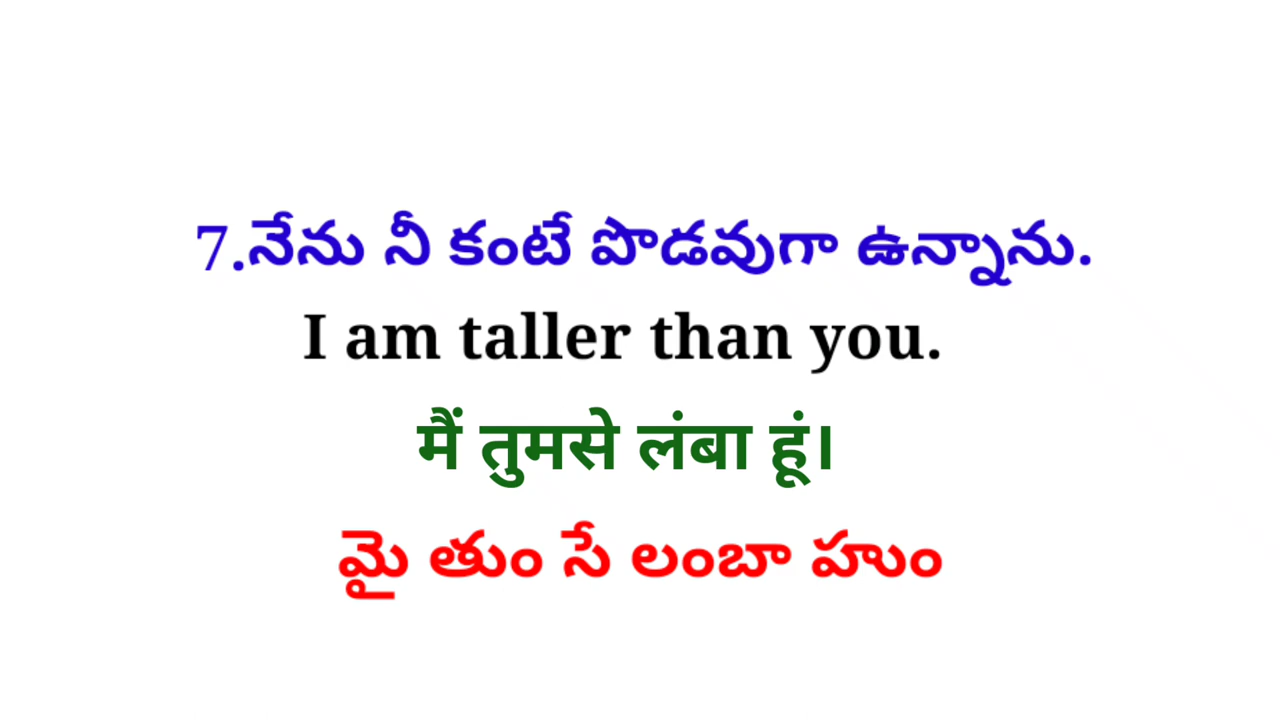 7.నేను నీ కంటే పొడవుగా ఉన్నాను.
I am taller than you.
मैं तुमसे लंबा हूं।
మై తుం సే లంబా హుం